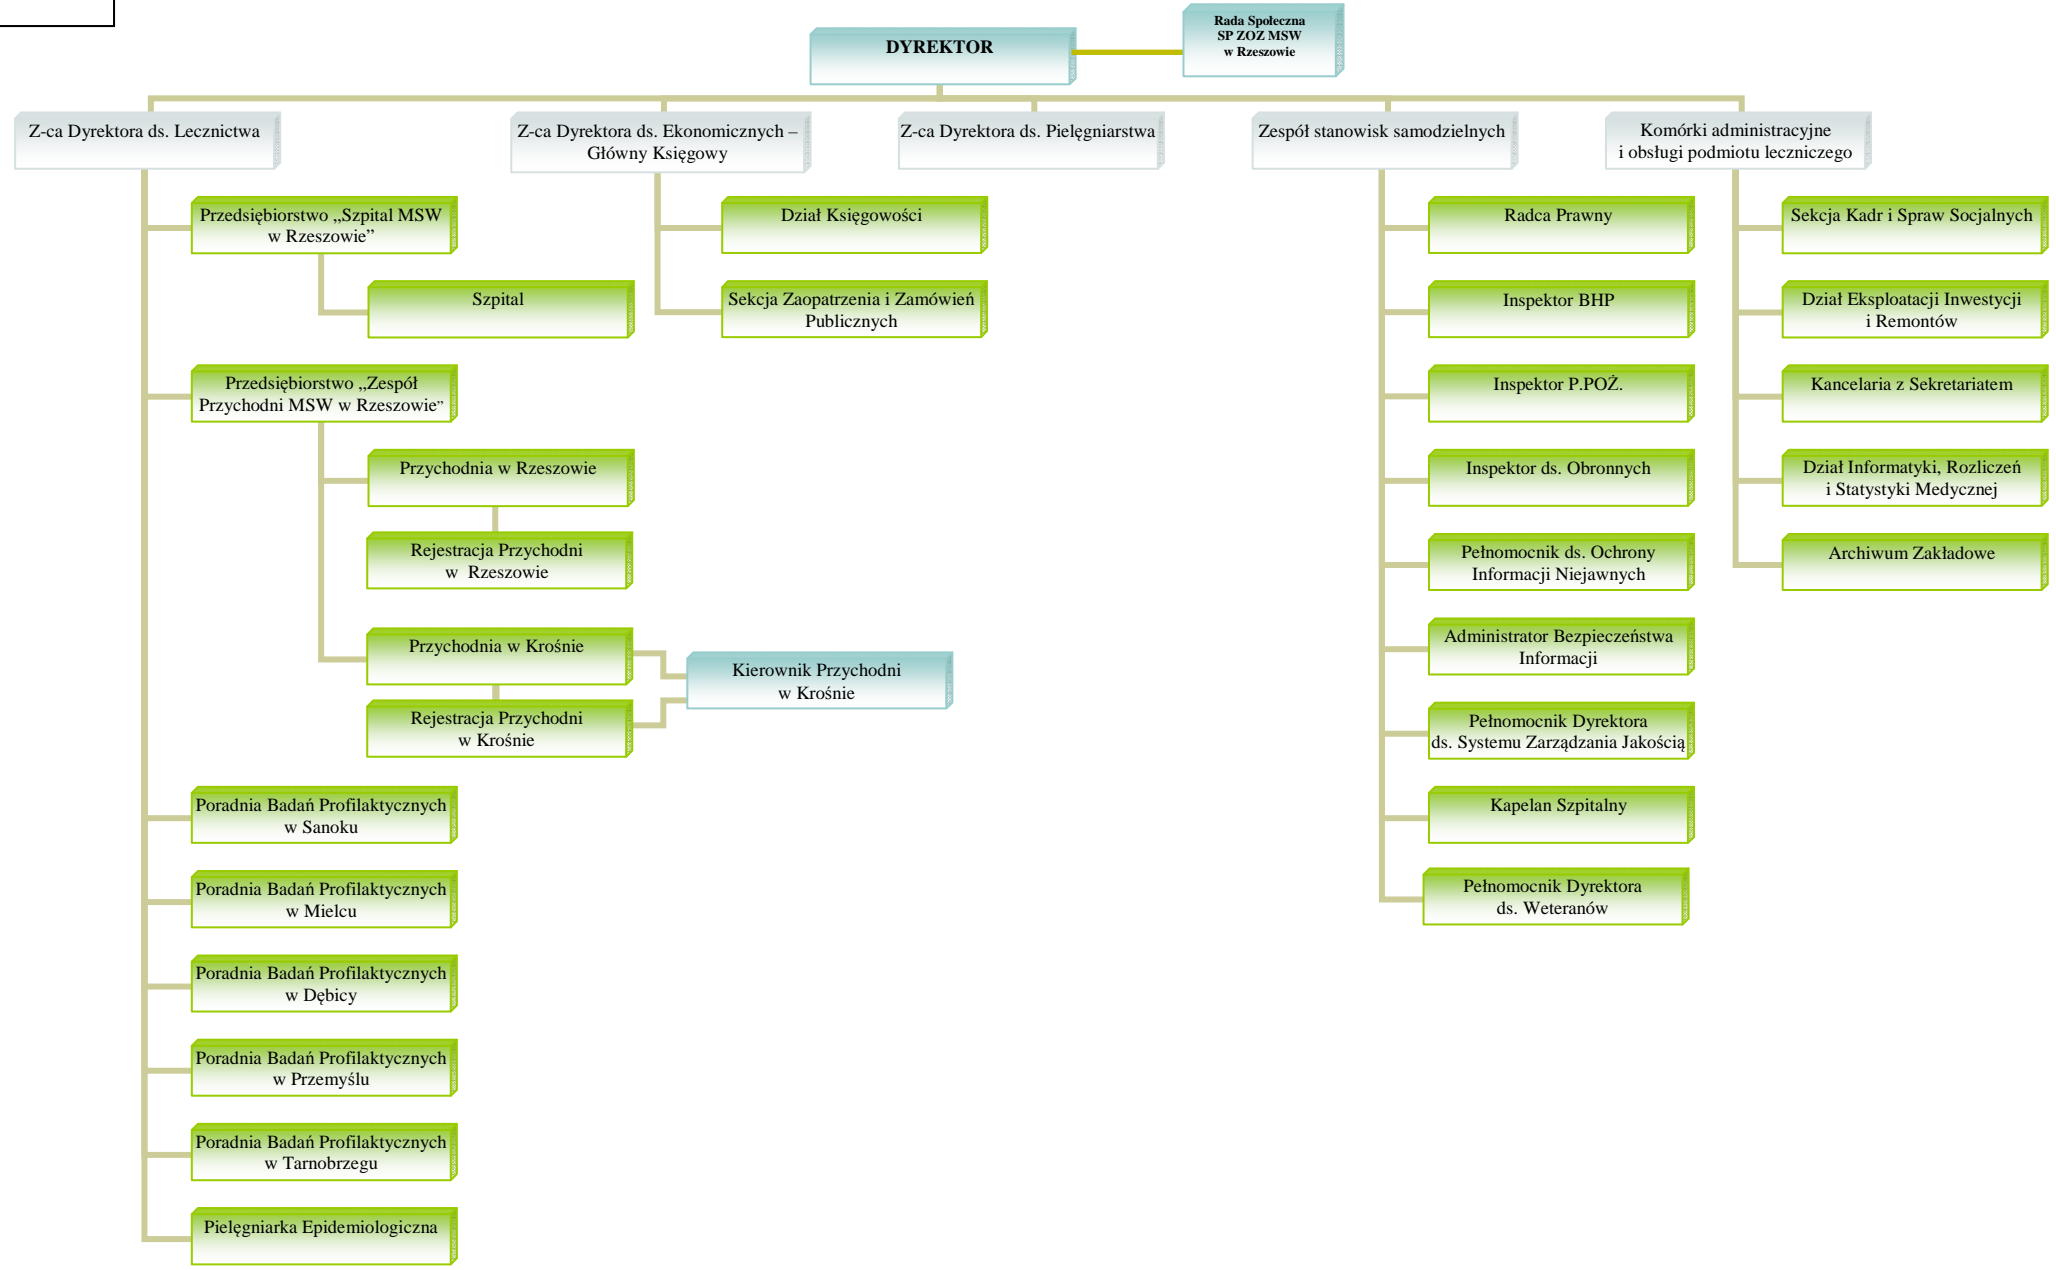 DYREKTOR
Rada Społeczna
SP ZOZ MSW
w Rzeszowie
Z-ca Dyrektora ds. Lecznictwa
Z-ca Dyrektora ds. Ekonomicznych –
Główny Księgowy
Z-ca Dyrektora ds. Pielęgniarstwa
Zespół stanowisk samodzielnych
Komórki administracyjne
i obsługi podmiotu leczniczego
Przedsiębiorstwo „Szpital MSW
w Rzeszowie”
Szpital
Przedsiębiorstwo „Zespół
Przychodni MSW w Rzeszowie”
Przychodnia w Rzeszowie
Rejestracja Przychodni
w Rzeszowie
Przychodnia w Krośnie
Rejestracja Przychodni
w Krośnie
Kierownik Przychodni
w Krośnie
Poradnia Badań Profilaktycznych
w Sanoku
Poradnia Badań Profilaktycznych
w Mielcu
Poradnia Badań Profilaktycznych
w Dębicy
Poradnia Badań Profilaktycznych
w Przemyślu
Poradnia Badań Profilaktycznych
w Tarnobrzegu
Pielęgniarka Epidemiologiczna
Dział Księgowości
Sekcja Zaopatrzenia i Zamówień
Publicznych
Radca Prawny
Inspektor BHP
Inspektor P.POŻ.
Inspektor ds. Obronnych
Pełnomocnik ds. Ochrony
Informacji Niejawnych
Administrator Bezpieczeństwa
Informacji
Pełnomocnik Dyrektora
ds. Systemu Zarządzania Jakością
Kapelan Szpitalny
Pełnomocnik Dyrektora
ds. Weteranów
Sekcja Kadr i Spraw Socjalnych
Dział Eksploatacji Inwestycji
i Remontów
Kancelaria z Sekretariatem
Dział Informatyki, Rozliczeń
i Statystyki Medycznej
Archiwum Zakładowe